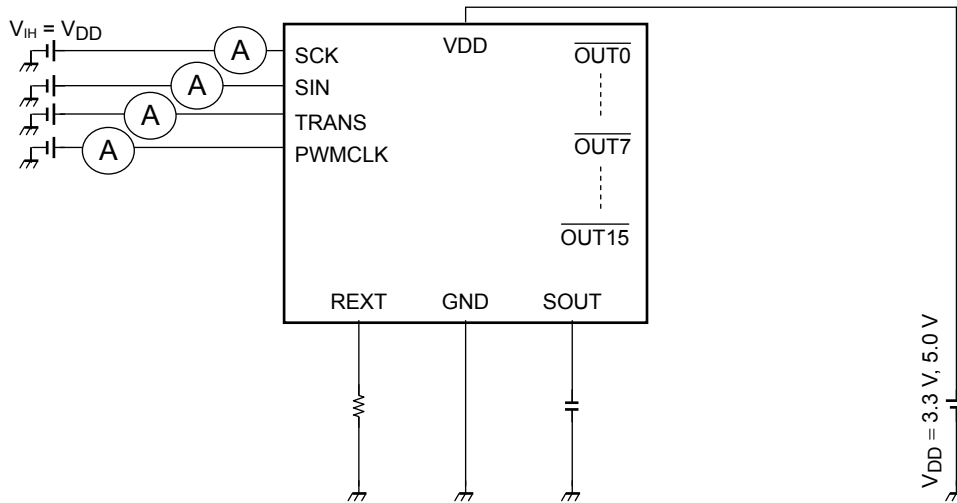 V_IH = V_DD
A
SCK
VDD
OUT0
A
SIN
A
TRANS
A
PWMCLK
OUT7
OUT15
REXT
GND
SOUT
V_DD = 3.3 V, 5.0 V